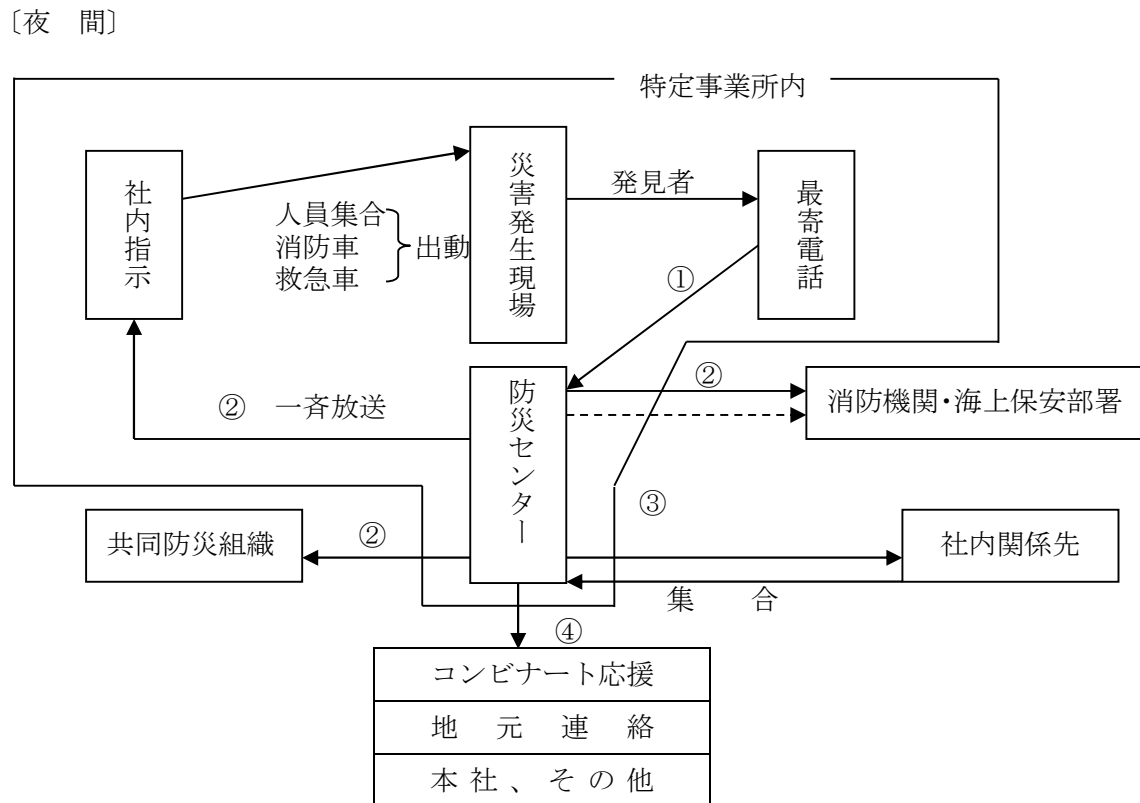 〔夜　間〕
特定事業所内
社内指示
人員集合
消防車
救急車
出動
災害発生現場
発見者
最寄電話
①
防災センター
②
消防機関・海上保安部署
②　一斉放送
③
共同防災組織
②
社内関係先
集　　合
④
コンビナート応援
地　元　連　絡
本 社 、 そ の 他